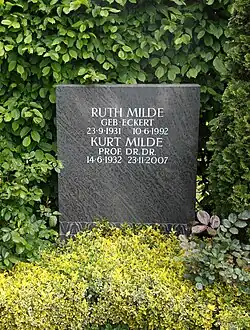 RUTH MILDE
GEB·ECKERT
23·9·1931 10·6·1992
KURT MILDE
PROF. DR. DR.
14·6·1932 23·11·2007